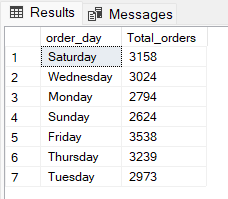 Results Messages
order_day Total_orders
1 Saturday 3158
2 Wednesday 3024
3 Monday 2794
4 Sunday 2624
5 Friday 3538
6 Thursday 3239
7 Tuesday 2973